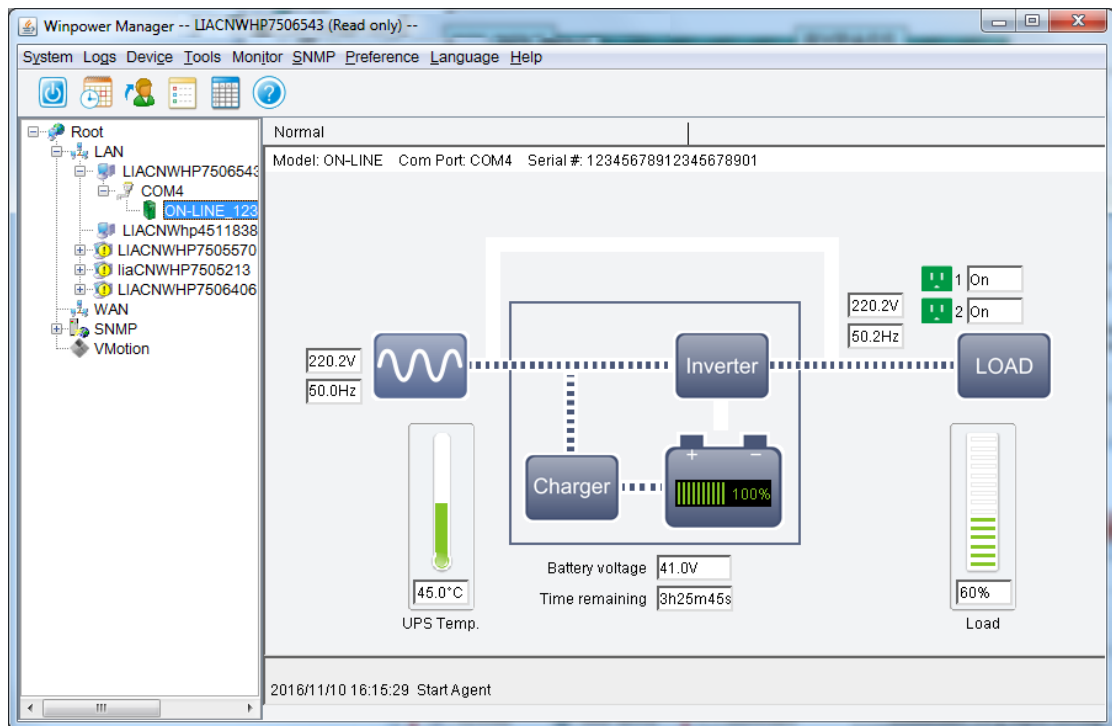 Winpower Manager -- LIACNWHP7506543 (Read only) --
System Logs Device Tools Monitor SNMP Preference Language Help
Root
LAN
LIACNWHP7506543
COM4
ON-LINE_123
LIACNWhp4511838
LIACNWHP7505570
liaCNWHP7505213
LIACNWHP7506406
WAN
SNMP
VMotion
Normal
Model: ON-LINE Com Port: COM4 Serial #: 12345678912345678901
1 On
2 On
220.2V
50.2Hz
220.2V
50.0Hz
Inverter
LOAD
Charger
+ −
100%
Battery voltage 41.0V
Time remaining 3h25m45s
45.0°C
UPS Temp.
60%
Load
2016/11/10 16:15:29 Start Agent